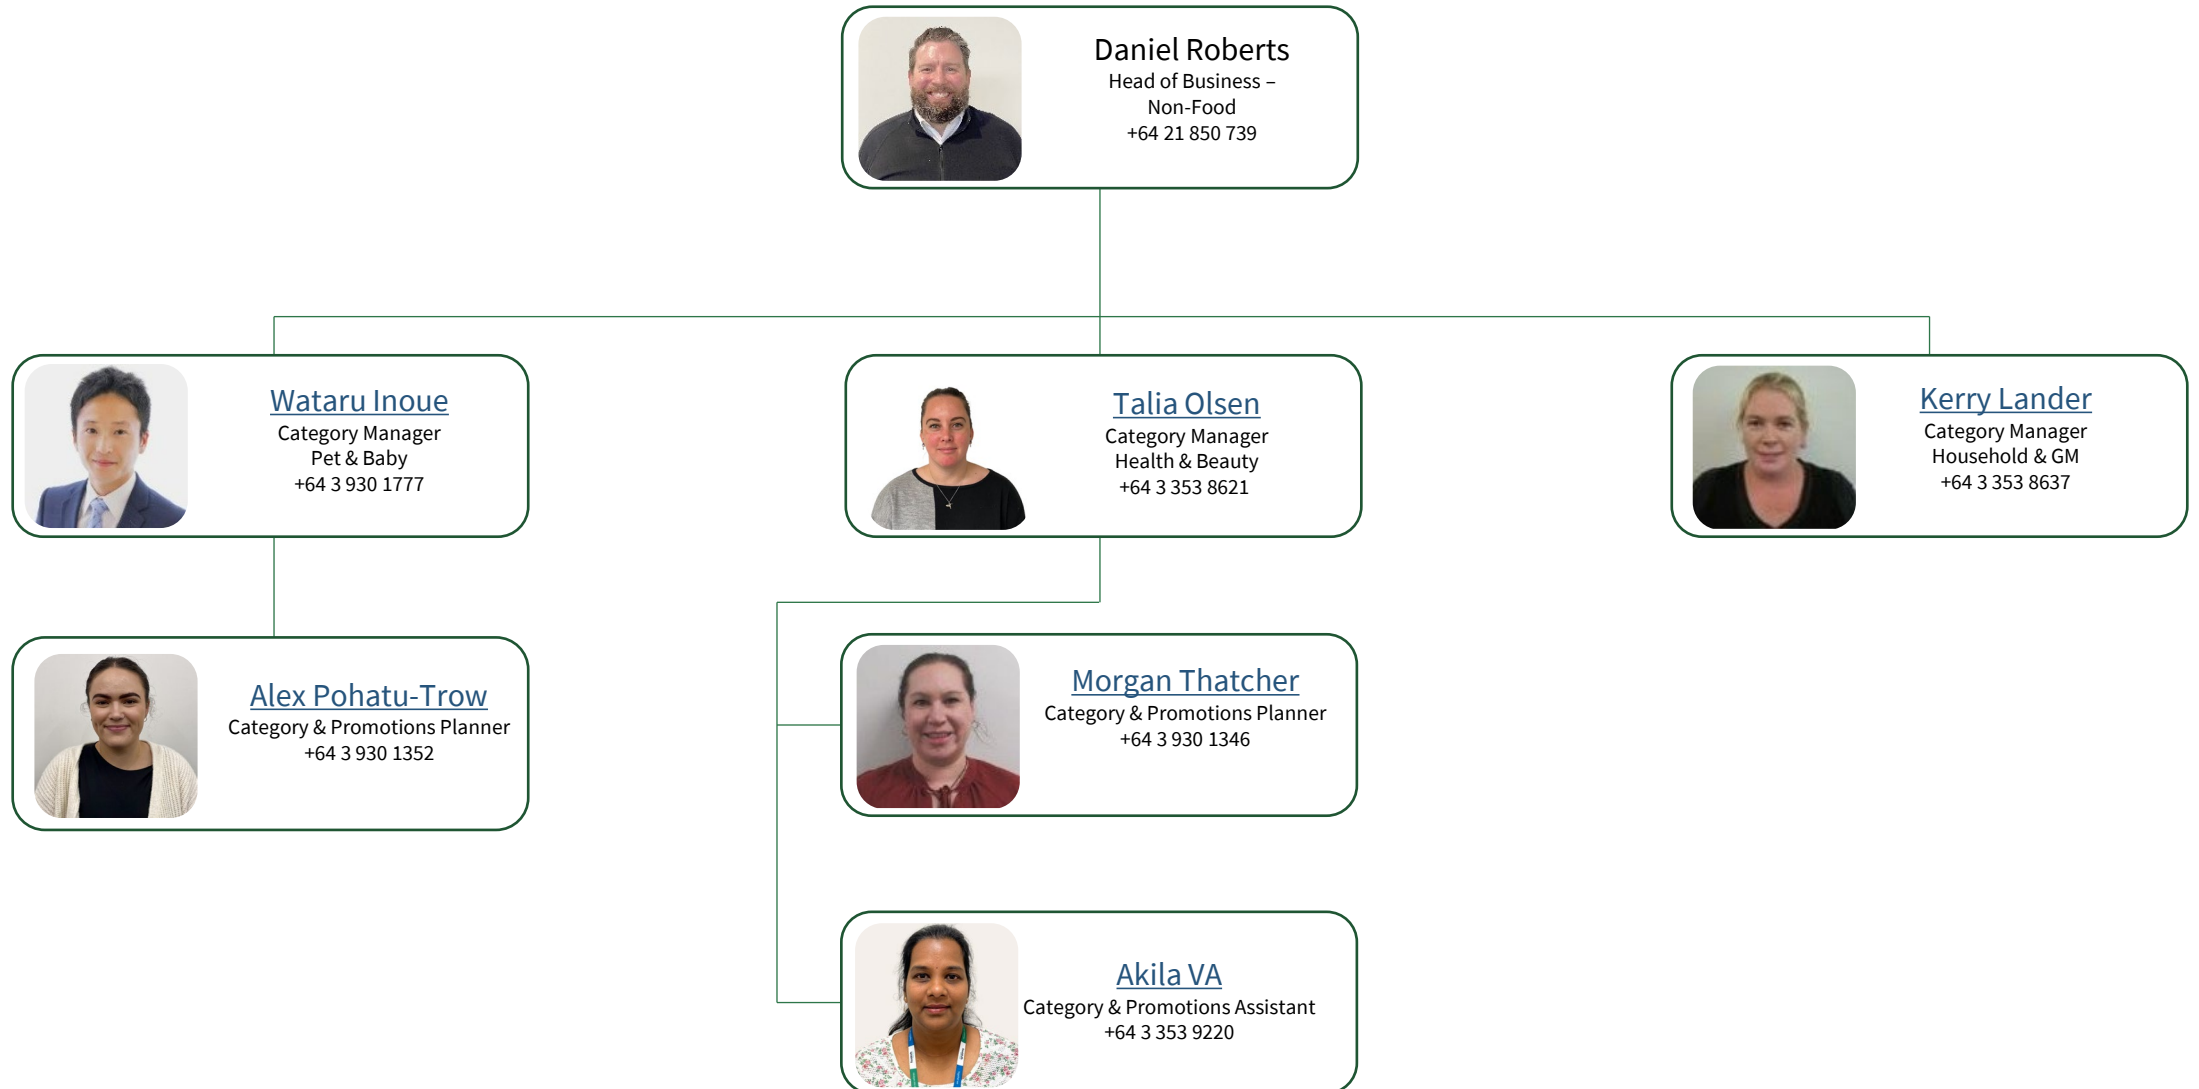 Daniel Roberts
Head of Business –
Non-Food
+64 21 850 739
Wataru Inoue
Category Manager
Pet & Baby
+64 3 930 1777
Talia Olsen
Category Manager
Health & Beauty
+64 3 353 8621
Kerry Lander
Category Manager
Household & GM
+64 3 353 8637
Alex Pohatu-Trow
Category & Promotions Planner
+64 3 930 1352
Morgan Thatcher
Category & Promotions Planner
+64 3 930 1346
Akila VA
Category & Promotions Assistant
+64 3 353 9220